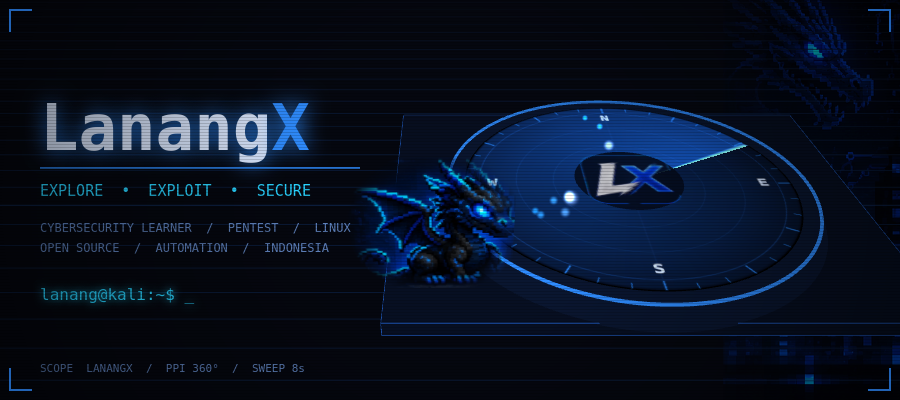 LanangX
EXPLORE • EXPLOIT • SECURE
CYBERSECURITY LEARNER / PENTEST / LINUX
OPEN SOURCE / AUTOMATION / INDONESIA
lanang@kali:~$ _
SCOPE LANANGX / PPI 360° / SWEEP 8s
N
W
LX
E
S